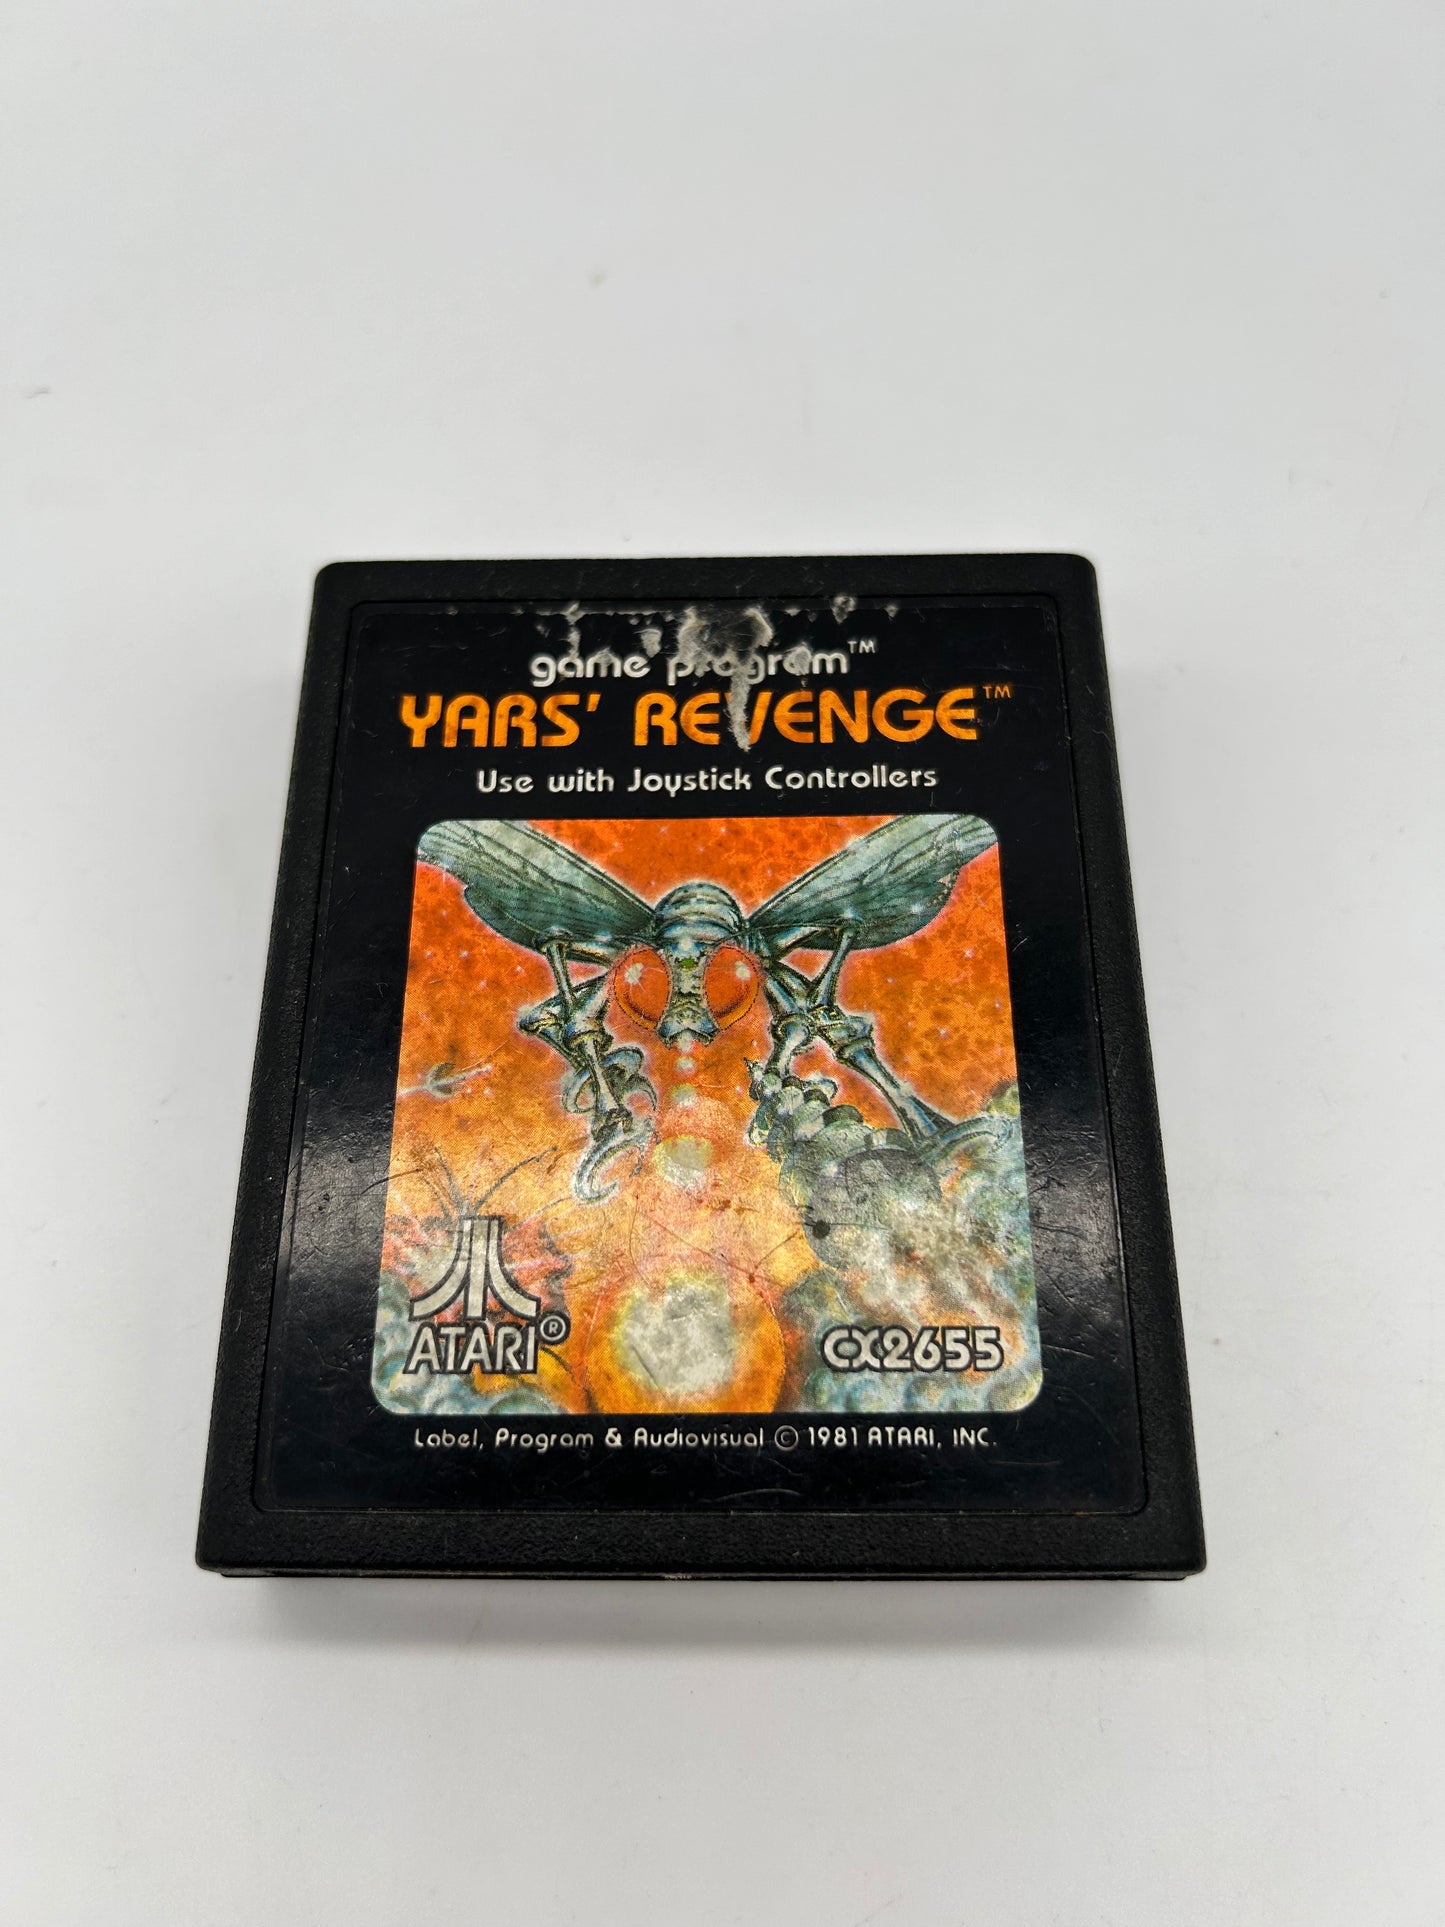 game program™
YARS' REVENGE™
Use with Joystick Controllers
ATARI®
CX2655
Label, Program & Audiovisual © 1981 ATARI, INC.